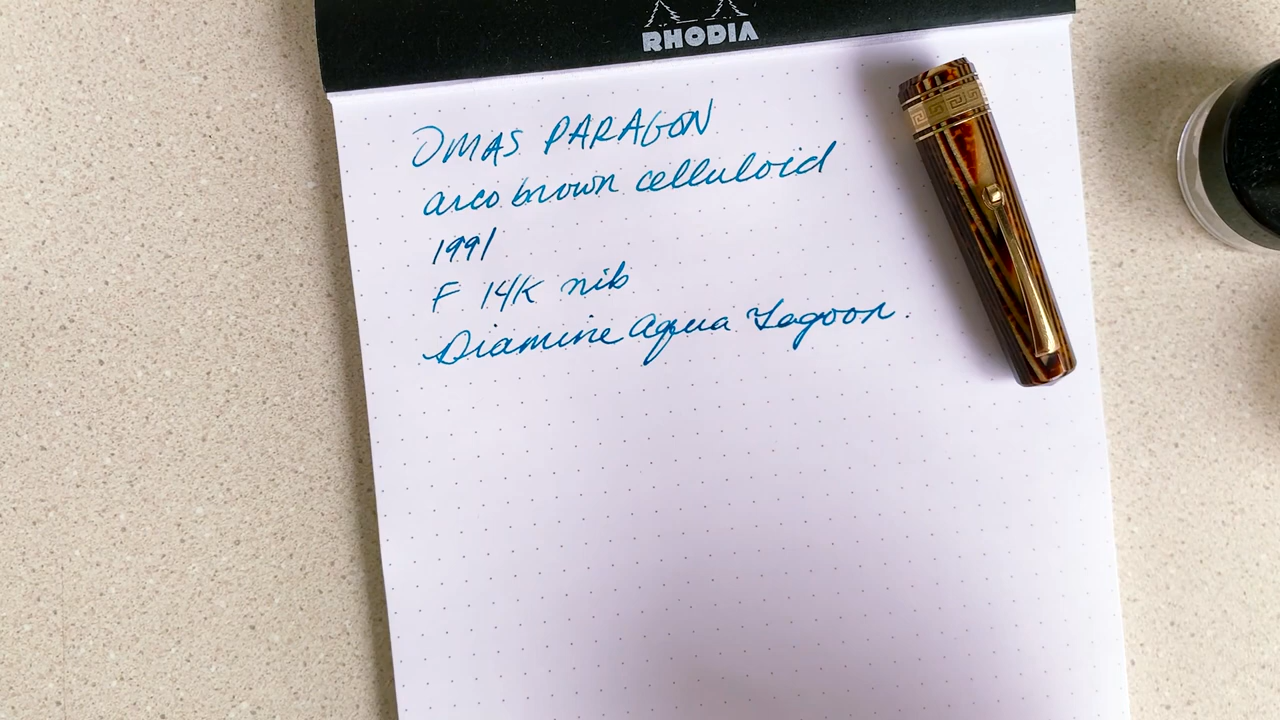 RHODIA
OMAS PARAGON
arco brown celluloid
1991
F 14K nib
Diamine Aqua Lagoon.